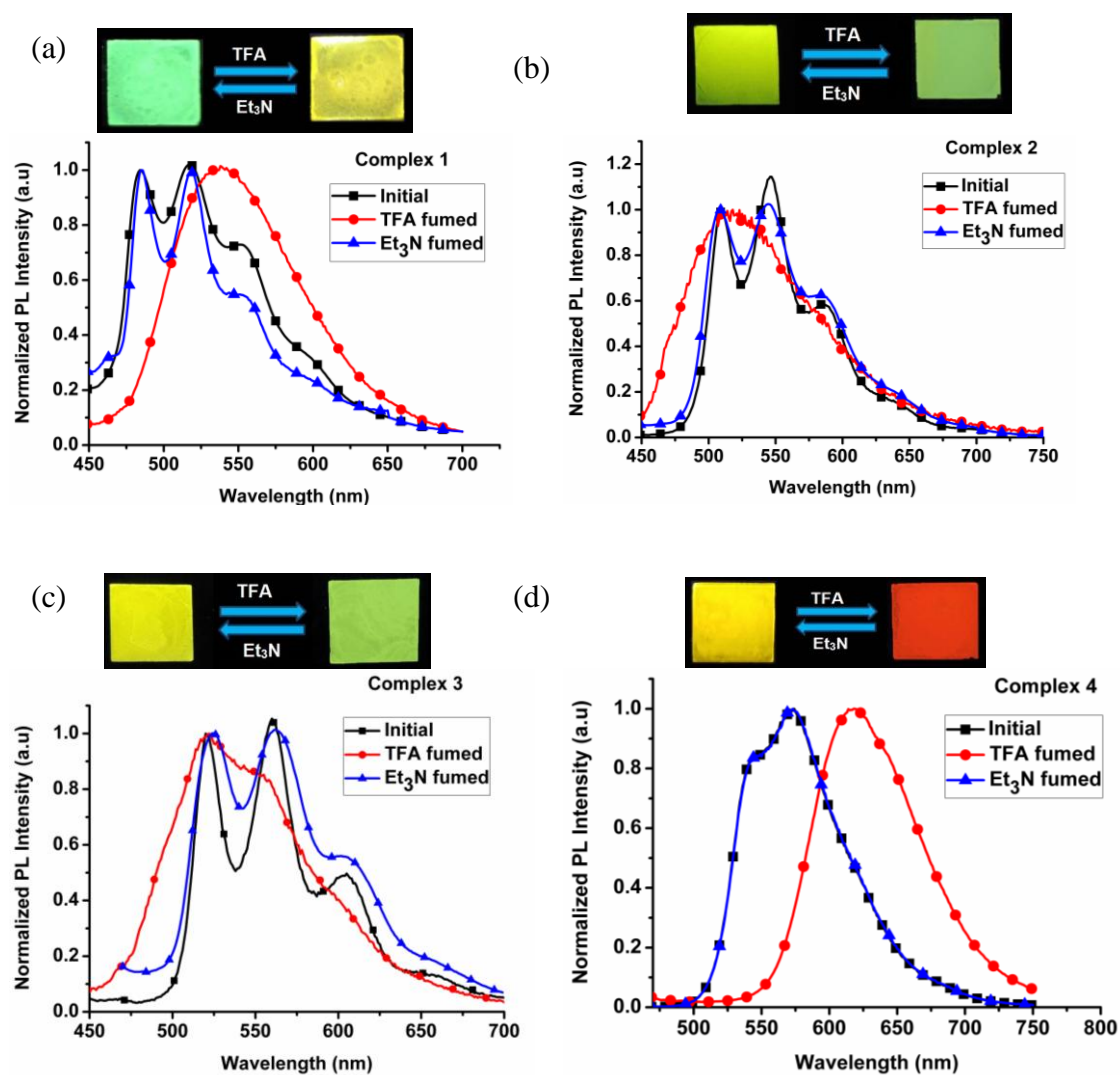 (a)
TFA
Et₃N
Complex 1
Initial
TFA fumed
Et₃N fumed
Normalized PL Intensity (a.u)
1.0
0.8
0.6
0.4
0.2
0.0
450 500 550 600 650 700
Wavelength (nm)
(b)
TFA
Et₃N
Complex 2
Initial
TFA fumed
Et₃N fumed
Normalized PL Intensity (a.u)
1.2
1.0
0.8
0.6
0.4
0.2
0.0
450 500 550 600 650 700 750
Wavelength (nm)
(c)
TFA
Et₃N
Complex 3
Initial
TFA fumed
Et₃N fumed
Normalized PL Intensity (a.u)
1.0
0.8
0.6
0.4
0.2
0.0
450 500 550 600 650 700
Wavelength (nm)
(d)
TFA
Et₃N
Complex 4
Initial
TFA fumed
Et₃N fumed
Normalized PL Intensity (a.u)
1.0
0.8
0.6
0.4
0.2
0.0
500 550 600 650 700 750 800
Wavelength (nm)